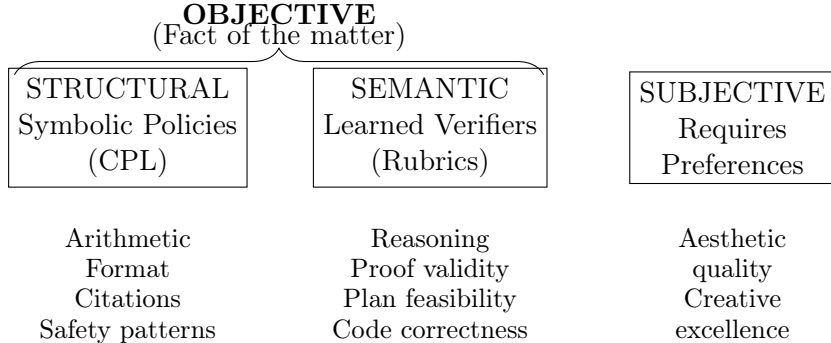 OBJECTIVE
(Fact of the matter)
STRUCTURAL
Symbolic Policies
(CPL)
SEMANTIC
Learned Verifiers
(Rubrics)
SUBJECTIVE
Requires
Preferences
Arithmetic
Format
Citations
Safety patterns
Reasoning
Proof validity
Plan feasibility
Code correctness
Aesthetic
quality
Creative
excellence